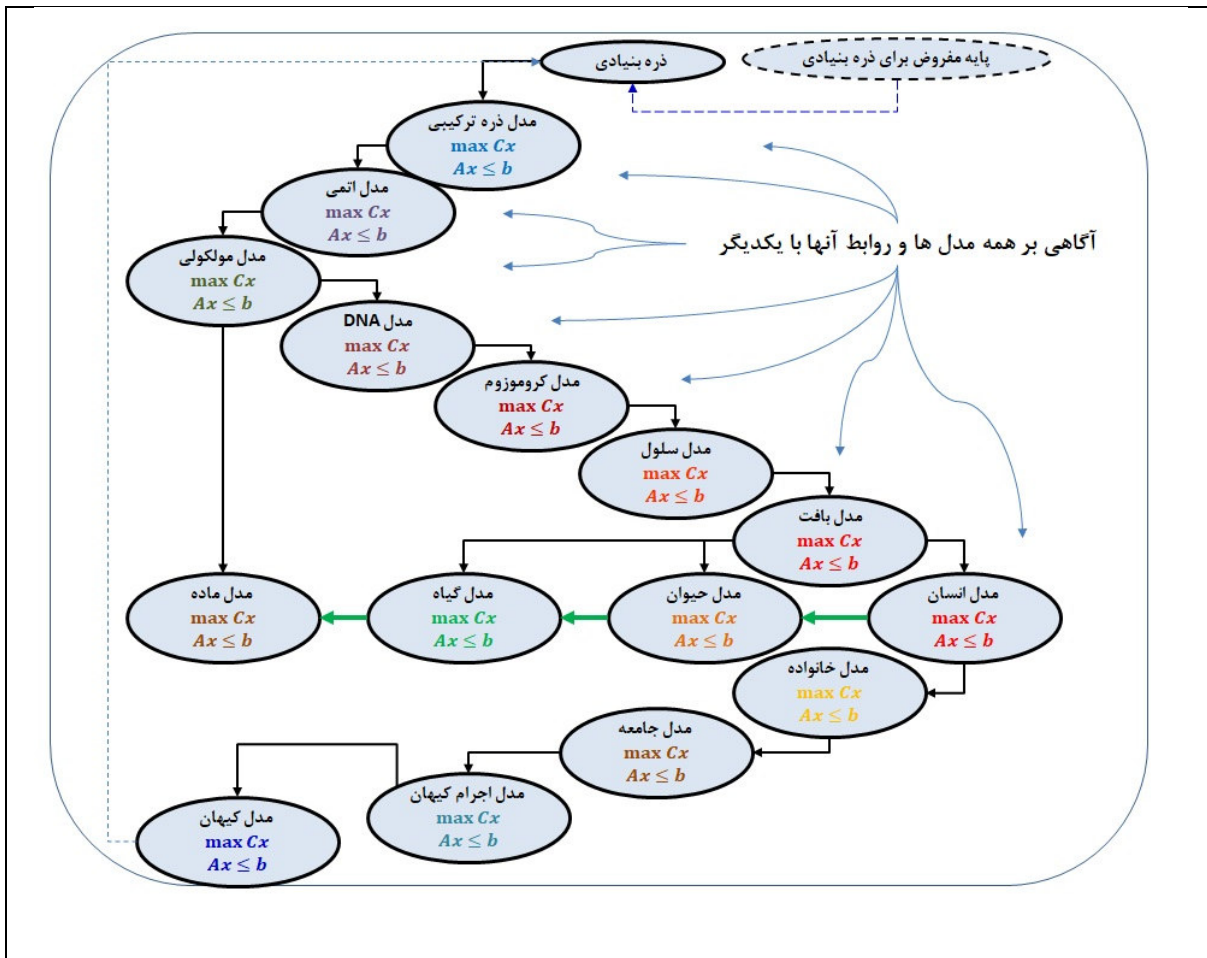 پایه مفروض برای ذره بنیادی
ذره بنیادی
مدل ذره ترکیبی
max Cx
Ax ≤ b
مدل اتمی
max Cx
Ax ≤ b
آگاهی بر همه مدل ها و روابط آنها با یکدیگر
مدل مولکولی
max Cx
Ax ≤ b
مدل DNA
max Cx
Ax ≤ b
مدل کروموزوم
max Cx
Ax ≤ b
مدل سلول
max Cx
Ax ≤ b
مدل بافت
max Cx
Ax ≤ b
مدل انسان
max Cx
Ax ≤ b
مدل حیوان
max Cx
Ax ≤ b
مدل گیاه
max Cx
Ax ≤ b
مدل ماده
max Cx
Ax ≤ b
مدل خانواده
max Cx
Ax ≤ b
مدل جامعه
max Cx
Ax ≤ b
مدل اجرام کیهان
max Cx
Ax ≤ b
مدل کیهان
max Cx
Ax ≤ b